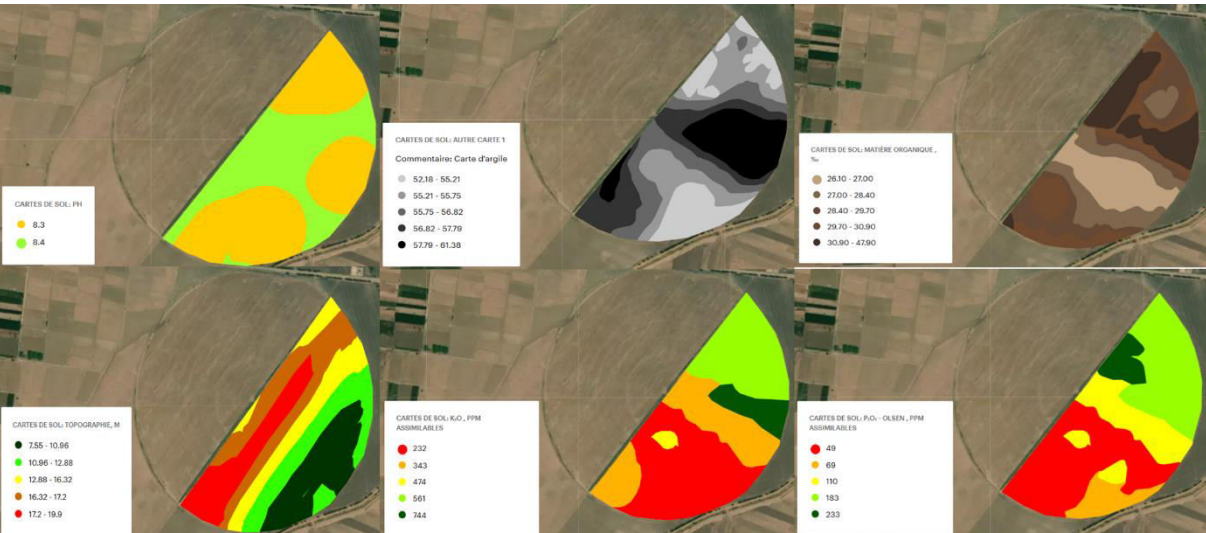 CARTES DE SOL: PH
8.3
8.4
CARTES DE SOL: AUTRE CARTE 1
Commentaire: Carte d'argile
52,18 - 55,21
55.21 - 55.75
55.75 - 56.82
56.82 - 57.79
57.79 - 61.38
CARTES DE SOL: MATIÈRE ORGANIQUE ,
‰
26.10 - 27.00
27.00 - 28.40
28.40 - 29.70
29.70 - 30.90
30.90 - 47.90
CARTES DE SOL: TOPOGRAPHIE, M
7.55 - 10.96
10.96 - 12.88
12.88 - 16.32
16.32 - 17.2
17.2 - 19.9
CARTES DE SOL: K₂O , PPM
ASSIMILABLES
232
343
474
561
744
CARTES DE SOL: P₂O₅ - OLSEN , PPM
ASSIMILABLES
49
69
110
183
233